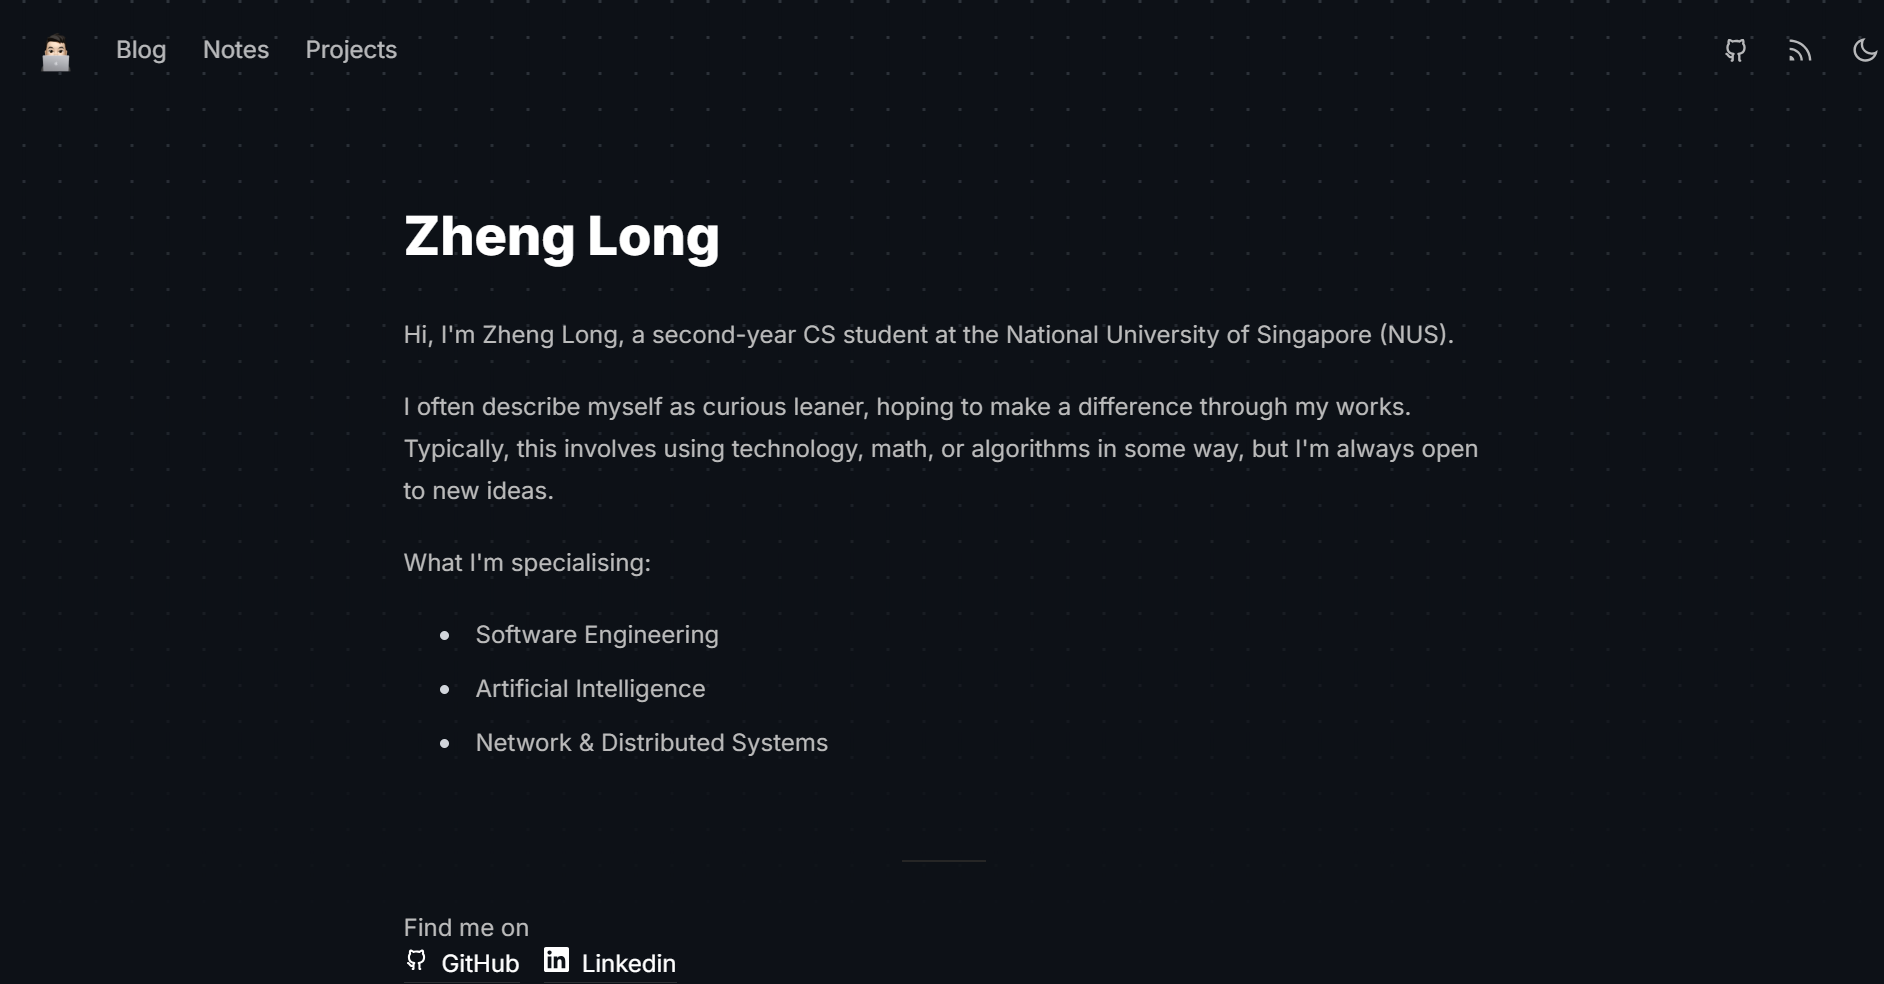 Blog Notes Projects
Zheng Long
Hi, I'm Zheng Long, a second-year CS student at the National University of Singapore (NUS).
I often describe myself as curious leaner, hoping to make a difference through my works.
Typically, this involves using technology, math, or algorithms in some way, but I'm always open
to new ideas.
What I'm specialising:
Software Engineering
Artificial Intelligence
Network & Distributed Systems
Find me on
GitHub Linkedin